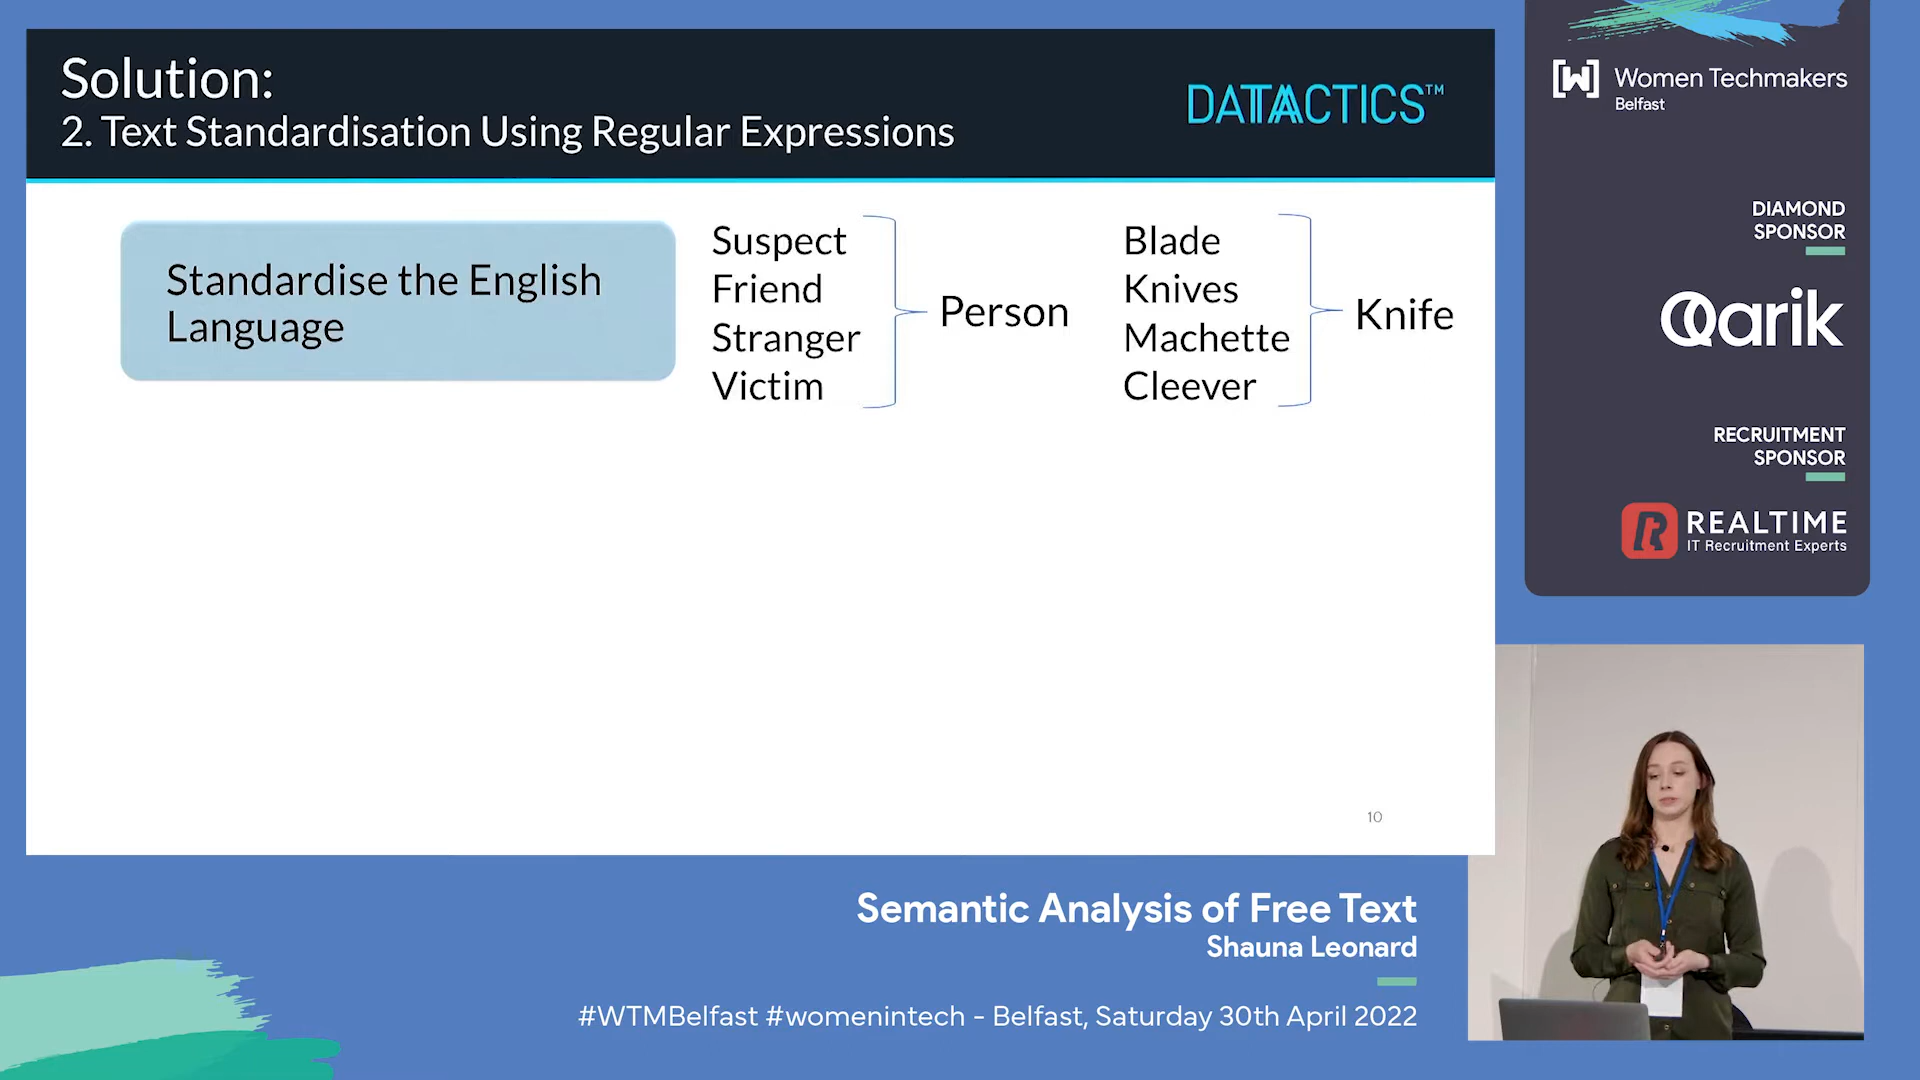 Solution:
2. Text Standardisation Using Regular Expressions
DATACTICS™
Standardise the English
Language
Suspect
Friend
Stranger
Victim
Person
Blade
Knives
Machette
Cleever
Knife
10
Women Techmakers
Belfast
DIAMOND
SPONSOR
Qarik
RECRUITMENT
SPONSOR
REALTIME
IT Recruitment Experts
Semantic Analysis of Free Text
Shauna Leonard
#WTMBelfast #womenintech - Belfast, Saturday 30th April 2022